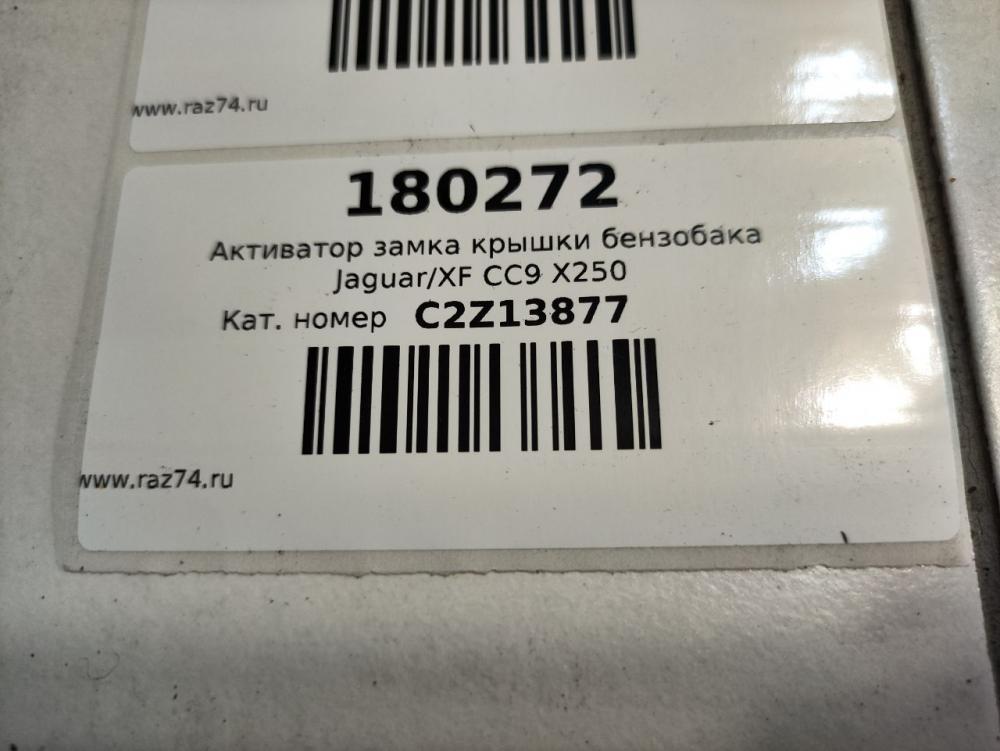 www.raz74.ru
180272
Активатор замка крышки бензобака
Jaguar/XF CC9 X250
Кат. номер C2Z13877
www.raz74.ru